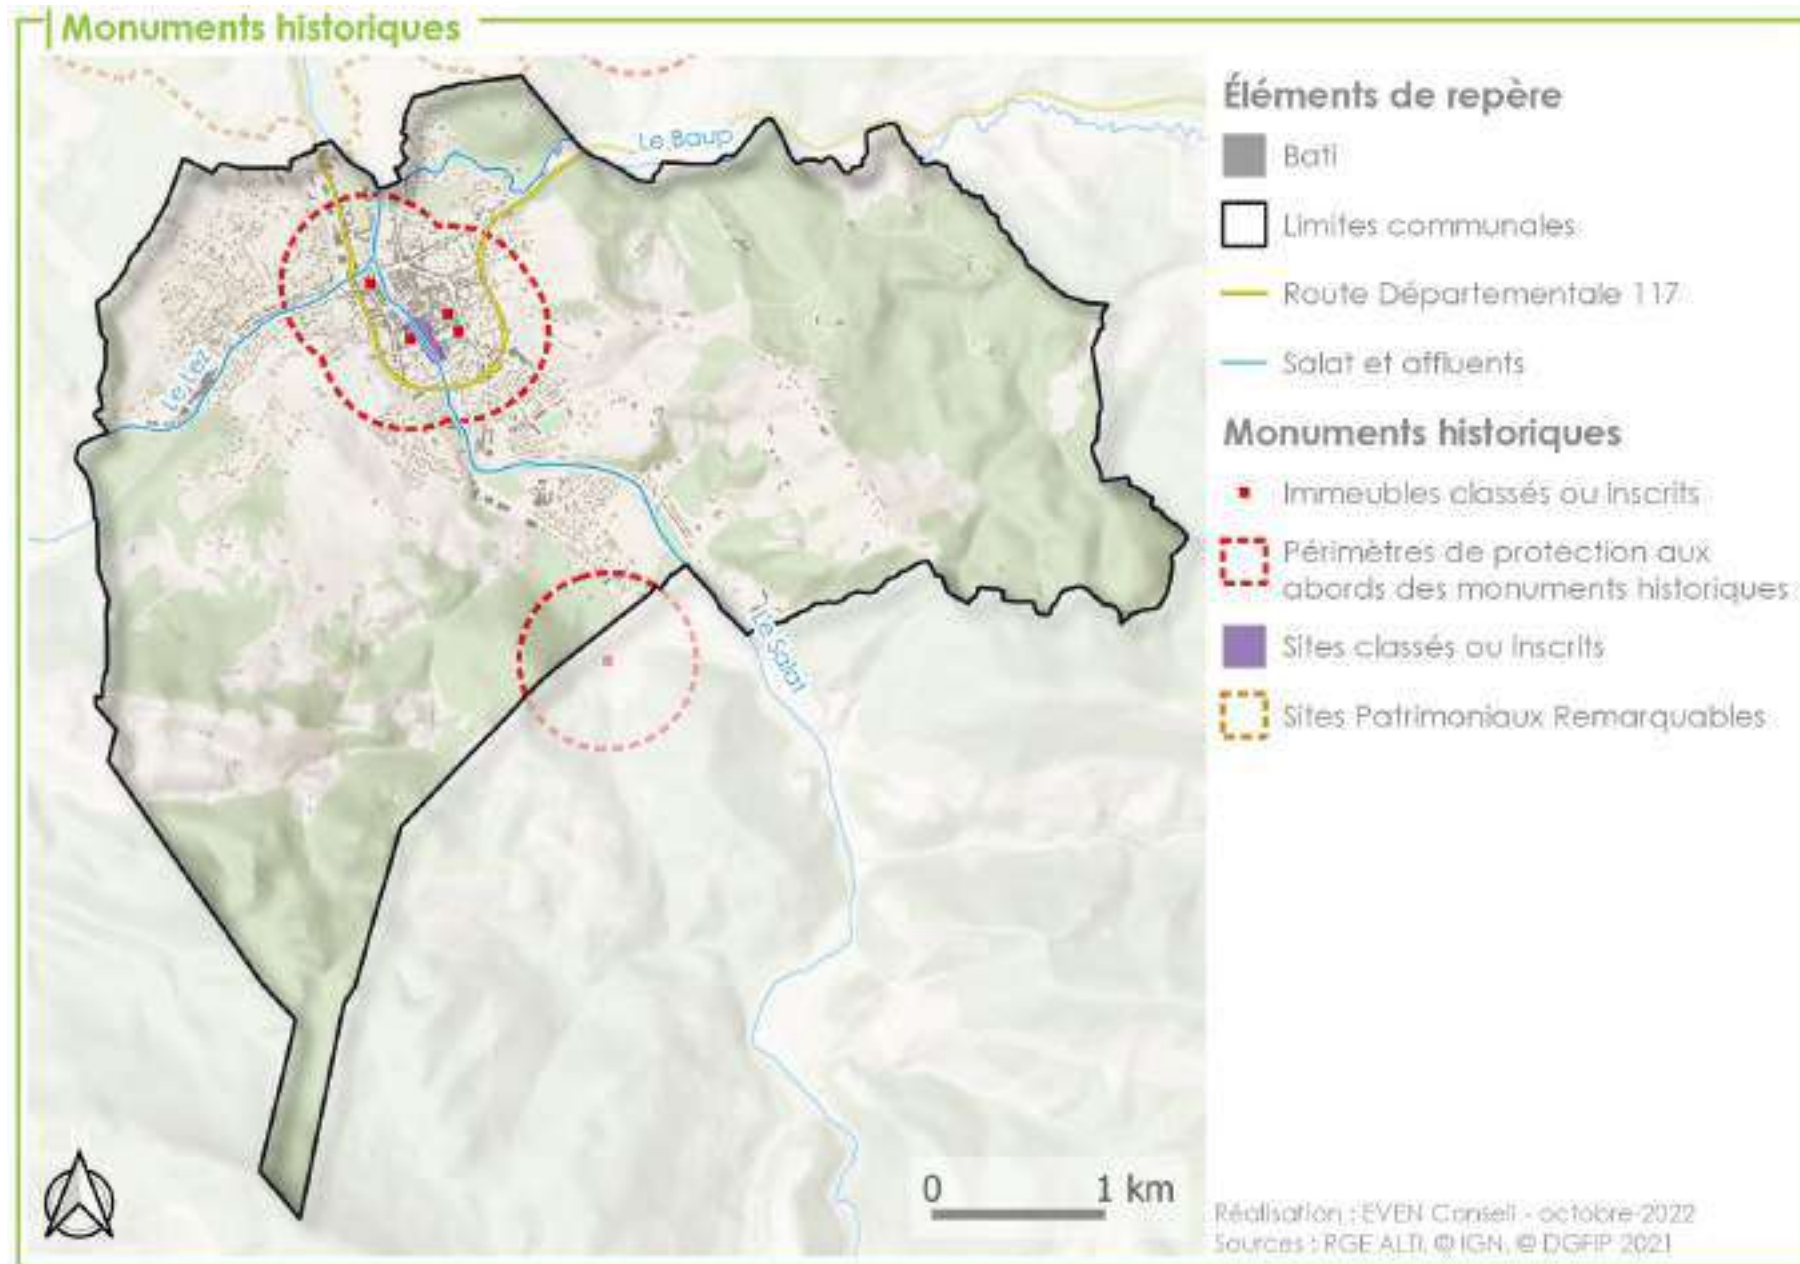 Monuments historiques
Le Baup
Le Lez
Le Salat
0 1 km
Éléments de repère
Bati
Limites communales
Route Départementale 117
Salat et affluents
Monuments historiques
Immeubles classés ou inscrits
Périmètres de protection aux
abords des monuments historiques
Sites classés ou inscrits
Sites Patrimoniaux Remarquables
Réalisation : EVEN Conseil - octobre 2022
Sources : RGE ALTI, @ IGN, @ DGFIP 2021